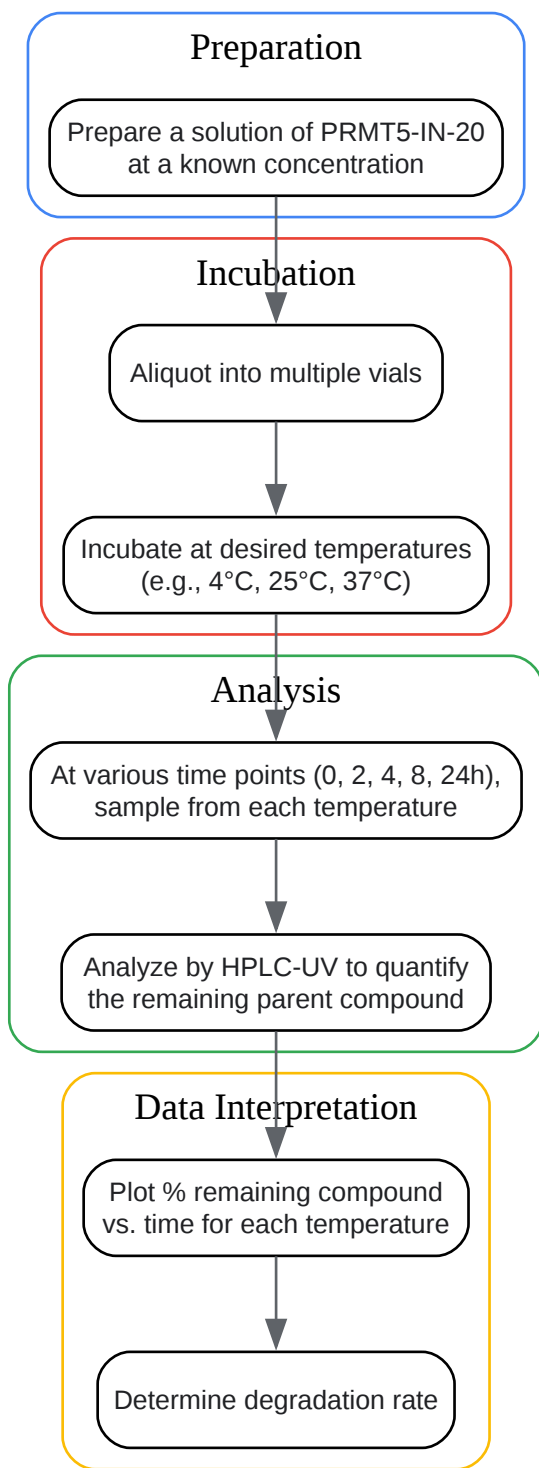 Preparation
Prepare a solution of PRMT5-IN-20
at a known concentration
Incubation
Aliquot into multiple vials
Incubate at desired temperatures
(e.g., 4°C, 25°C, 37°C)
Analysis
At various time points (0, 2, 4, 8, 24h),
sample from each temperature
Analyze by HPLC-UV to quantify
the remaining parent compound
Data Interpretation
Plot % remaining compound
vs. time for each temperature
Determine degradation rate